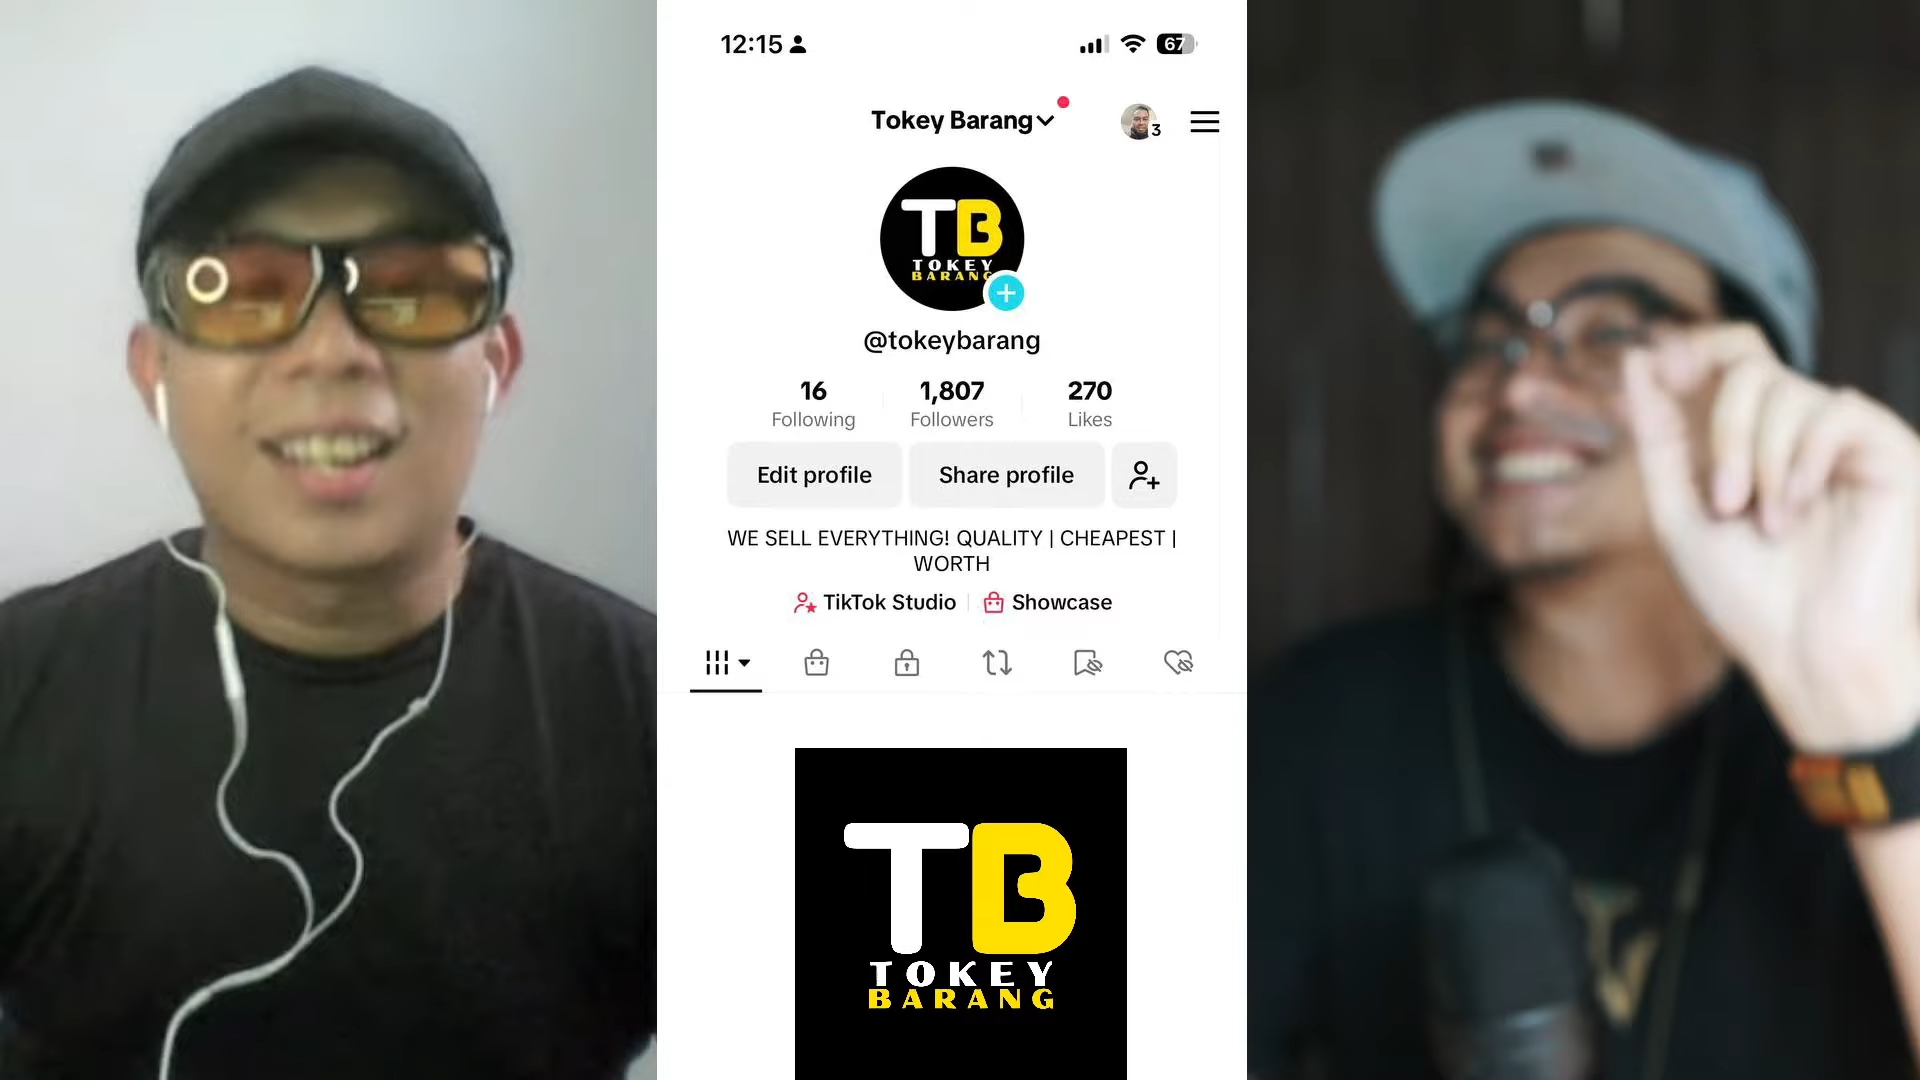 12:15
67
Tokey Barang
3
TB
TOKEY
BARANG
@tokeybarang
16 1,807 270
Following Followers Likes
Edit profile Share profile
WE SELL EVERYTHING! QUALITY | CHEAPEST |
WORTH
TikTok Studio Showcase
TB
TOKEY
BARANG